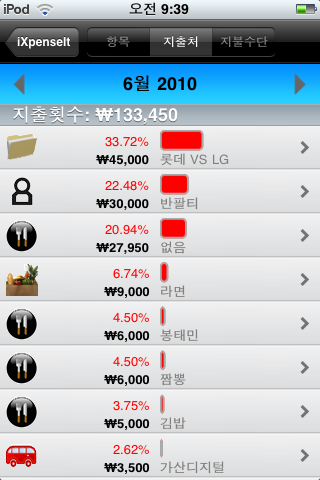 iPod 오전 9:39
iXpenseIt 항목 지출처 지불수단
6월 2010
지출횟수: ₩133,450
33.72%
₩45,000 롯데 VS LG
22.48%
₩30,000 반팔티
20.94%
₩27,950 없음
6.74%
₩9,000 라면
4.50%
₩6,000 봉태민
4.50%
₩6,000 짬뽕
3.75%
₩5,000 김밥
2.62%
₩3,500 가산디지털